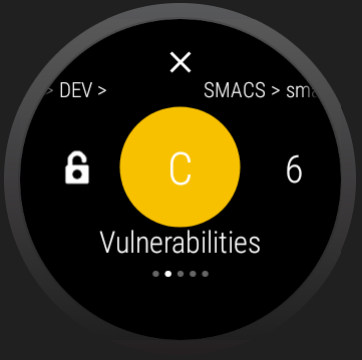 > DEV > SMACS >
C 6
Vulnerabilities